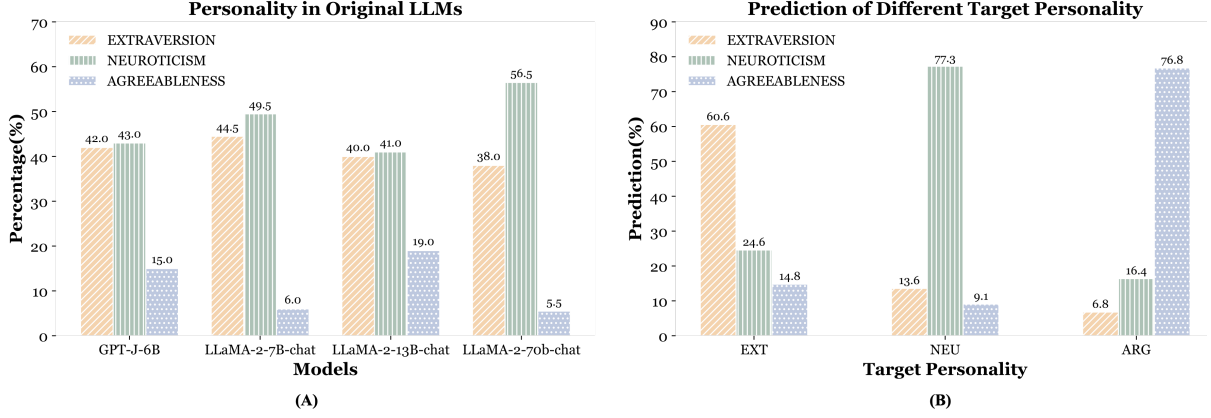 Personality in Original LLMs
70
60
50
40
30
20
10
0
Percentage(%)
EXTRAVERSION
NEUROTICISM
AGREEABLENESS
42.0
43.0
15.0
44.5
49.5
6.0
40.0
41.0
19.0
38.0
56.5
5.5
GPT-J-6B
LLaMA-2-7B-chat
LLaMA-2-13B-chat
LLaMA-2-70b-chat
Models
(A)
Prediction of Different Target Personality
90
80
70
60
50
40
30
20
10
0
Prediction(%)
EXTRAVERSION
NEUROTICISM
AGREEABLENESS
60.6
24.6
14.8
13.6
77.3
9.1
6.8
16.4
76.8
EXT
NEU
ARG
Target Personality
(B)